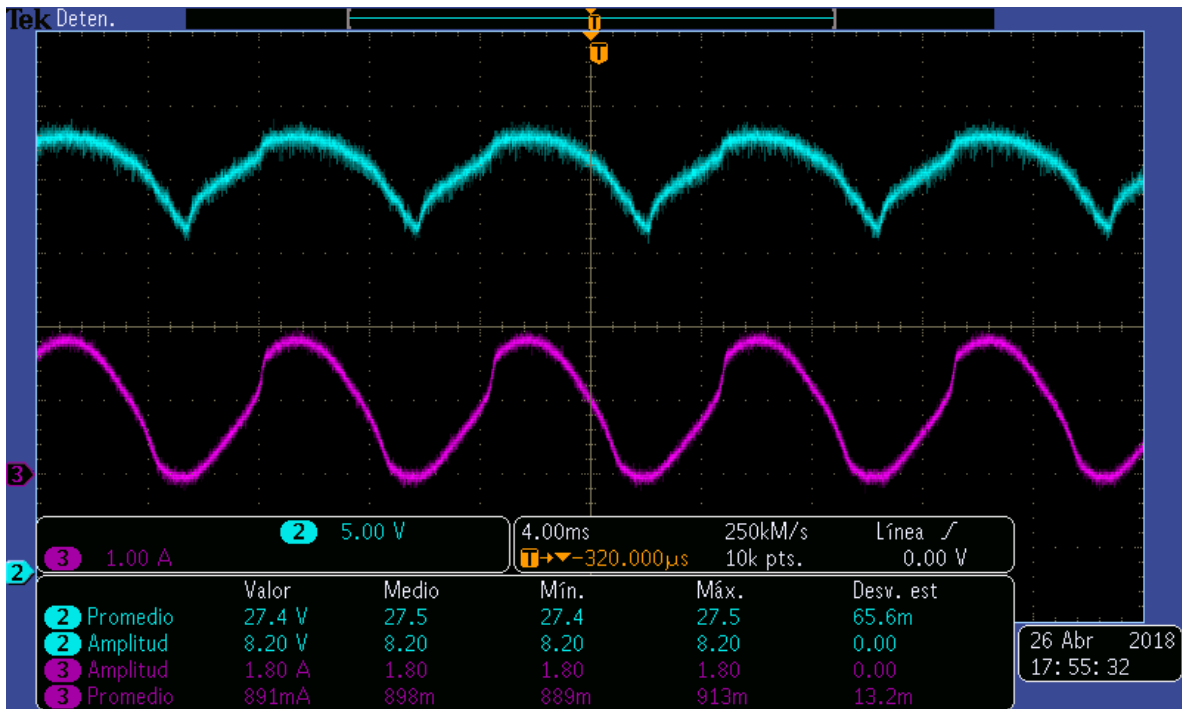 Tek Deten.
T
T
3
2
2 5.00 V
3 1.00 A
4.00ms 250kM/s Línea
T→▼-320.000µs 10k pts. 0.00 V
Valor Medio Mín. Máx. Desv. est
2 Promedio 27.4 V 27.5 27.4 27.5 65.6m
2 Amplitud 8.20 V 8.20 8.20 8.20 0.00
3 Amplitud 1.80 A 1.80 1.80 1.80 0.00
3 Promedio 891mA 898m 889m 913m 13.2m
26 Abr 2018
17:55:32